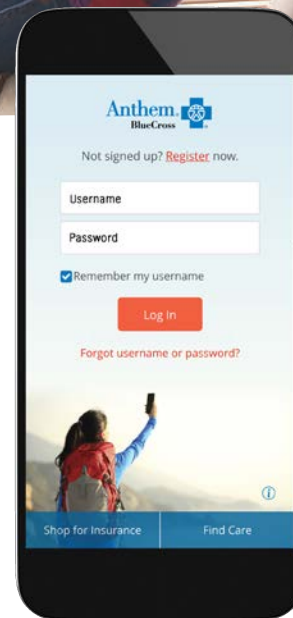 Anthem.
BlueCross
Not signed up? Register now.
Username
Password
Remember my username
Log In
Forgot username or password?
Shop for Insurance Find Care